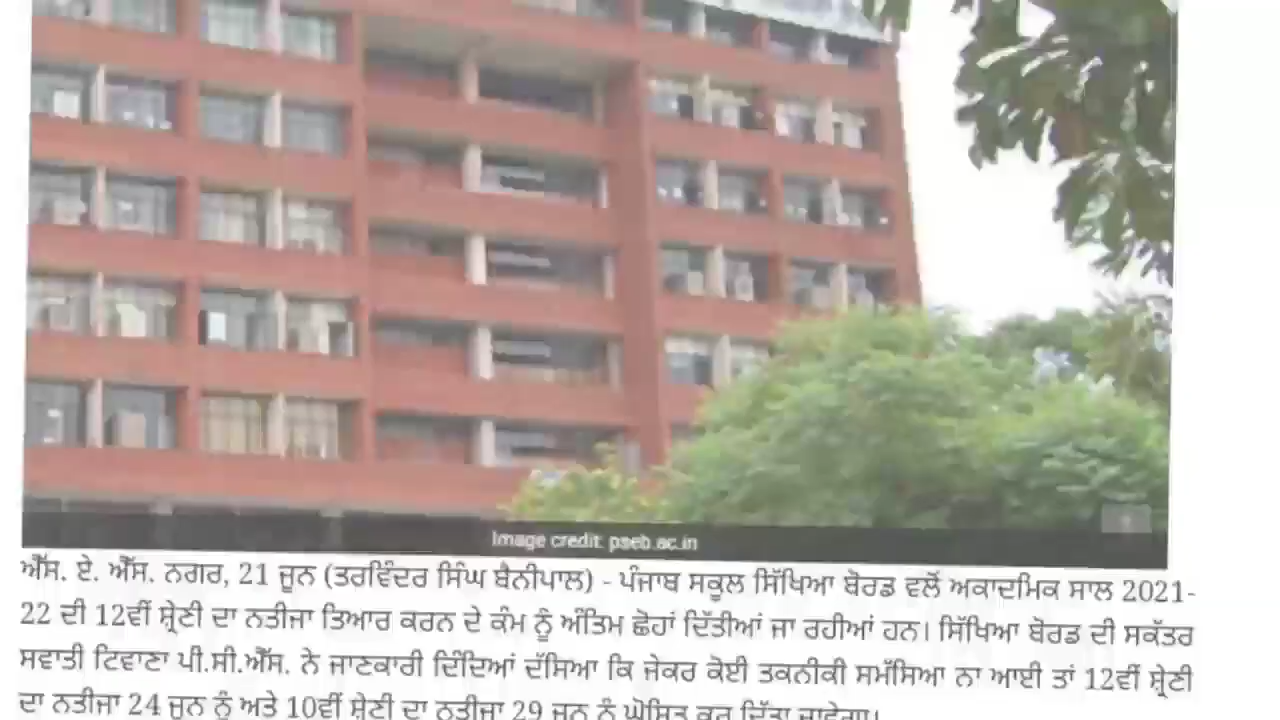 Image credit: pseb.ac.in
ਐੱਸ. ਏ. ਐੱਸ. ਨਗਰ, 21 ਜੂਨ (ਤਰਵਿੰਦਰ ਸਿੰਘ ਬੈਨੀਪਾਲ) - ਪੰਜਾਬ ਸਕੂਲ ਸਿੱਖਿਆ ਬੋਰਡ ਵਲੋਂ ਅਕਾਦਮਿਕ ਸਾਲ 2021-
22 ਦੀ 12ਵੀਂ ਸ਼੍ਰੇਣੀ ਦਾ ਨਤੀਜਾ ਤਿਆਰ ਕਰਨ ਦੇ ਕੰਮ ਨੂੰ ਅੰਤਿਮ ਛੋਹਾਂ ਦਿੱਤੀਆਂ ਜਾ ਰਹੀਆਂ ਹਨ। ਸਿੱਖਿਆ ਬੋਰਡ ਦੀ ਸਕੱਤਰ
ਸਵਾਤੀ ਟਿਵਾਣਾ ਪੀ.ਸੀ.ਐੱਸ. ਨੇ ਜਾਣਕਾਰੀ ਦਿੰਦਿਆਂ ਦੱਸਿਆ ਕਿ ਜੇਕਰ ਕੋਈ ਤਕਨੀਕੀ ਸਮੱਸਿਆ ਨਾ ਆਈ ਤਾਂ 12ਵੀਂ ਸ਼੍ਰੇਣੀ
ਦਾ ਨਤੀਜਾ 24 ਜੂਨ ਨੂੰ ਅਤੇ 10ਵੀਂ ਸ਼੍ਰੇਣੀ ਦਾ ਨਤੀਜਾ 29 ਜੂਨ ਨੂੰ ਘੋਸ਼ਿਤ ਕਰ ਦਿੱਤਾ ਜਾਵੇਗਾ।